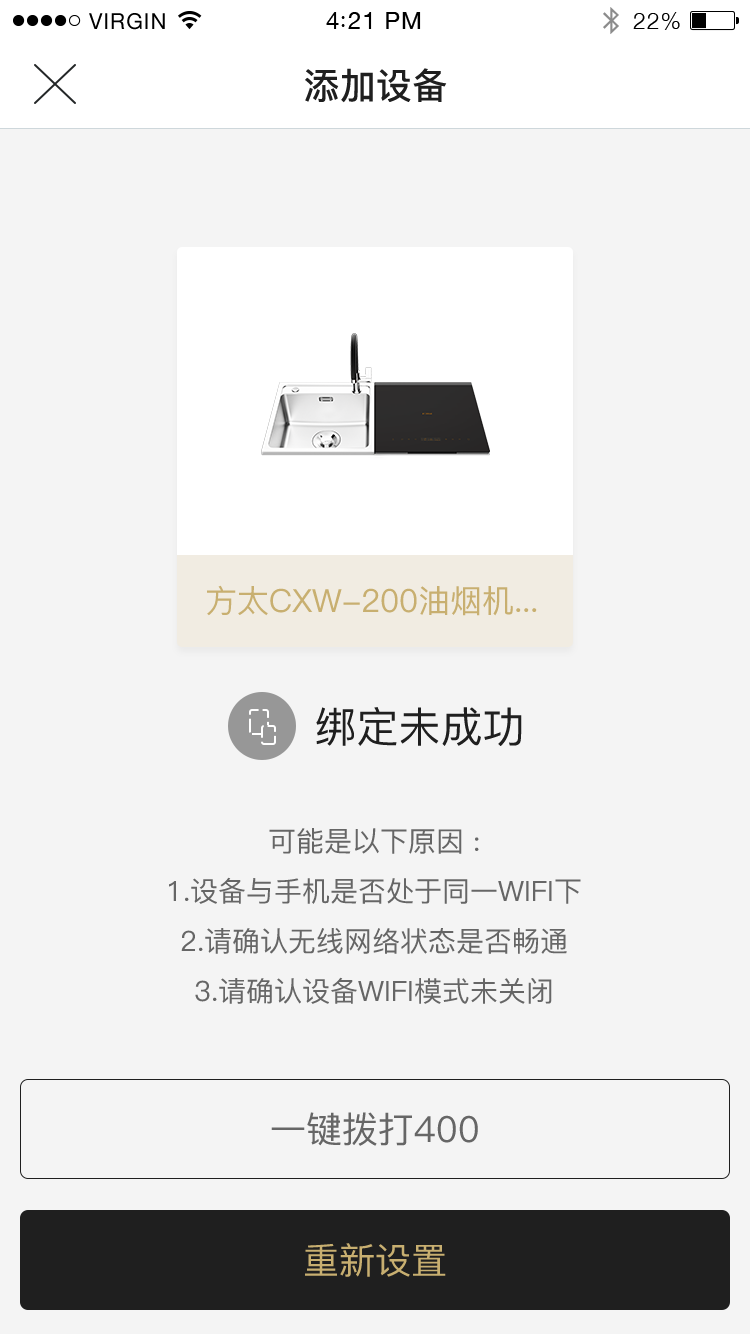 VIRGIN 4:21 PM 22%
添加设备
方太CXW-200油烟机...
绑定未成功
可能是以下原因：
1.设备与手机是否处于同一WIFI下
2.请确认无线网络状态是否畅通
3.请确认设备WIFI模式未关闭
一键拨打400
重新设置